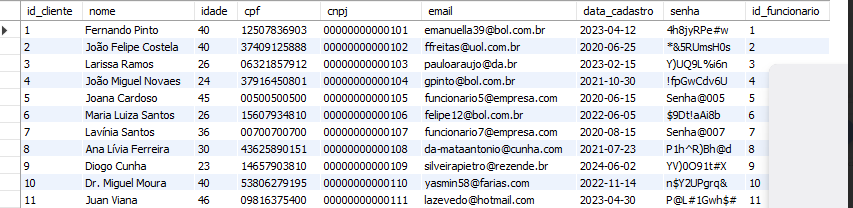 id_cliente nome idade cpf cnpj email data_cadastro senha id_funcionario
1 Fernando Pinto 40 12507836903 00000000000101 emanuella39@bol.com.br 2023-04-12 4h8jyRPe#w 1
2 João Felipe Costela 40 37409125888 00000000000102 ffreitas@uol.com.br 2020-06-25 *&5RUmsH0s 2
3 Larissa Ramos 26 06321857912 00000000000103 pauloaraujo@da.br 2023-02-15 Y)UQ9L%i6n 3
4 João Miguel Novaes 24 37916450801 00000000000104 gpinto@bol.com.br 2021-10-30 !fpGwCdv6U 4
5 Joana Cardoso 45 00500500500 00000000000105 funcionario5@empresa.com 2020-06-15 Senha@005 5
6 Maria Luiza Santos 26 15607934810 00000000000106 felipe12@bol.com.br 2022-06-05 $9Dt!aAi8b 6
7 Lavínia Santos 36 00700700700 00000000000107 funcionario7@empresa.com 2020-08-15 Senha@007 7
8 Ana Lívia Ferreira 30 43625890151 00000000000108 da-mataantonio@cunha.com 2021-07-23 P1h^R)Bh@d 8
9 Diogo Cunha 23 14657903810 00000000000109 silveirapietro@rezende.br 2024-06-02 YV)0O91t#X 9
10 Dr. Miguel Moura 40 53806279195 00000000000110 yasmin58@farias.com 2022-11-14 n$Y2UPgrq& 10
11 Juan Viana 46 09816375400 00000000000111 lazevedo@hotmail.com 2023-04-30 P@L#1Gwh$# 11